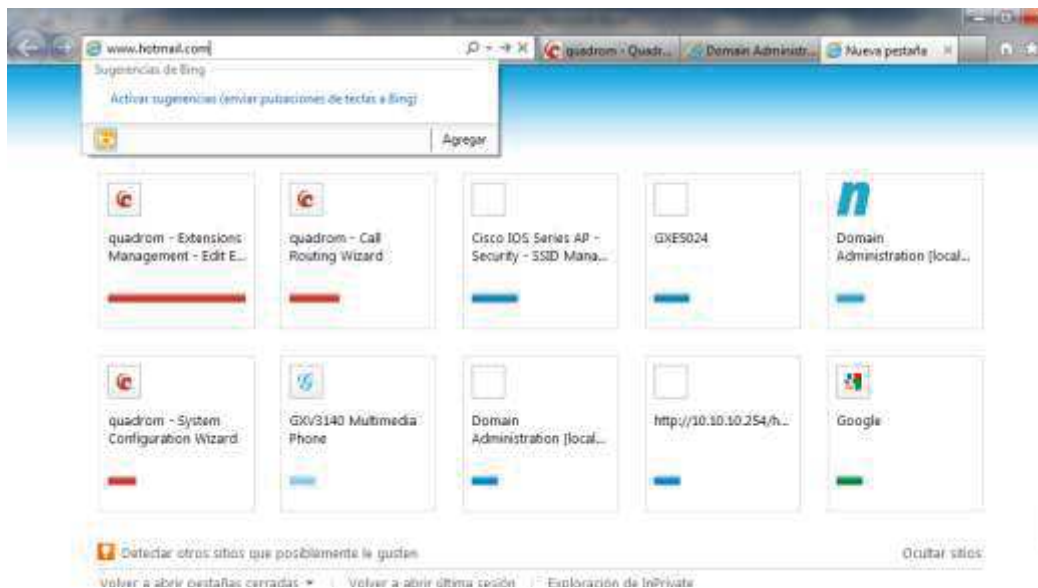 www.hotmail.com
quadrom - Quadr...
Domain Administr...
Nueva pestaña
Sugerencias de Bing
Activar sugerencias (enviar pulsaciones de teclas a Bing)
Agregar
quadrom - Extensions
Management - Edit E...
quadrom - Call
Routing Wizard
Cisco IOS Series AP -
Security - SSID Mana...
GXE5024
Domain
Administration [local...
quadrom - System
Configuration Wizard
GXV3140 Multimedia
Phone
Domain
Administration [local...
http://10.10.10.254/h...
Google
Detectar otros sitios que posiblemente le gusten
Ocultar sitios
Volver a abrir pestañas cerradas
Volver a abrir última sesión
Exploración de InPrivate